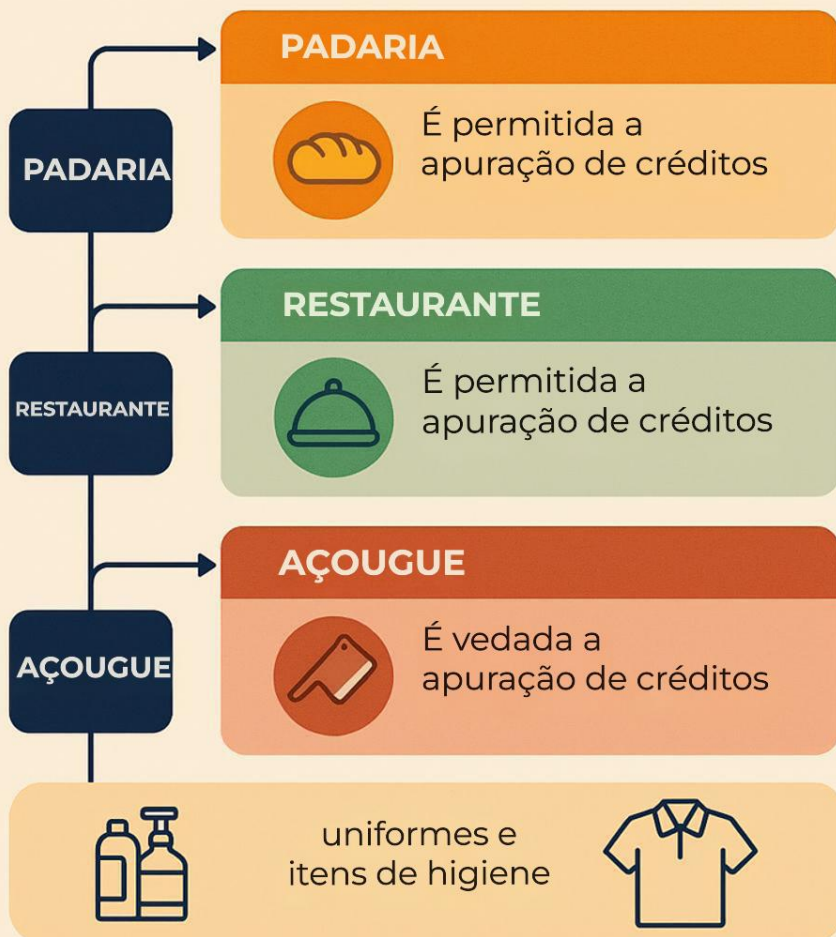 PADARIA
PADARIA
É permitida a
apuração de créditos
RESTAURANTE
RESTAURANTE
É permitida a
apuração de créditos
AÇOUGUE
AÇOUGUE
É vedada a
apuração de créditos
uniformes e
itens de higiene